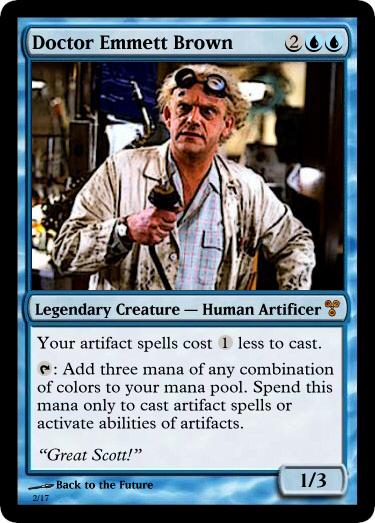 Doctor Emmett Brown 2
Legendary Creature — Human Artificer
Your artifact spells cost 1 less to cast.
: Add three mana of any combination
of colors to your mana pool. Spend this
mana only to cast artifact spells or
activate abilities of artifacts.
“Great Scott!”
1/3
Back to the Future
2/17